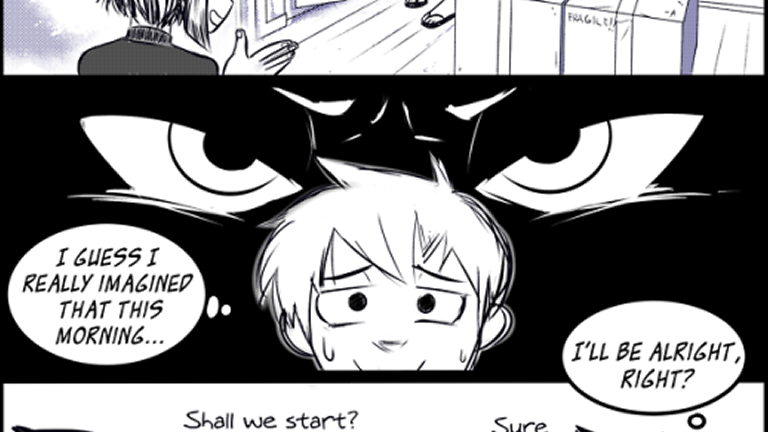 FRAGILE!!
I GUESS I
REALLY IMAGINED
THAT THIS
MORNING...
I'LL BE ALRIGHT,
RIGHT?
Shall we start?
Sure